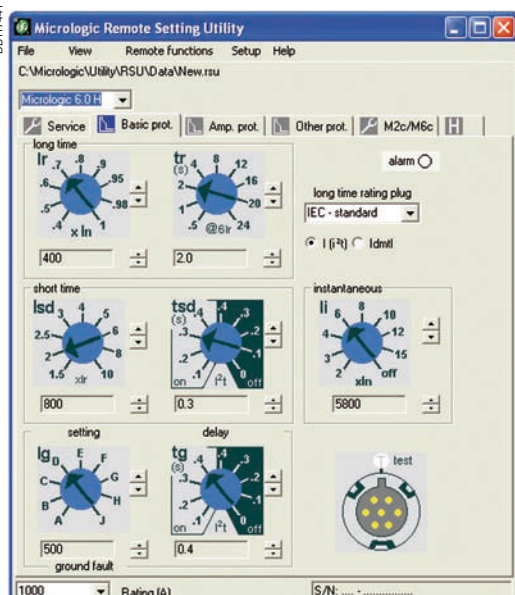 Micrologic Remote Setting Utility
File View Remote functions Setup Help
C:\Micrologic\Utility\RSU\Data\New.rsu
Micrologic 6.0 H
Service Basic prot. Amp. prot. Other prot. M2c/M6c H
long time
Ir .4 .5 .6 .7 .8 .9 .95 .98 1 x In
400
tr (s) .5 1 2 4 8 12 16 20 24 @6Ir
2.0
alarm
long time rating plug
IEC - standard
I (i²t) Idmtl
short time
Isd 1.5 2 2.5 3 4 5 6 8 10 xIr
800
tsd (s) .1 .2 .3 .4 .4 .3 .2 .1 0 on I²t off
0.3
instantaneous
Ii 2 3 4 6 8 10 12 15 off xIn
5800
setting delay
Ig A B C D E F G H J
500
tg (s) .1 .2 .3 .4 .4 .3 .2 .1 0 on I²t off
0.4
ground fault
T test
1000 Rating (A) S/N: .... - ................